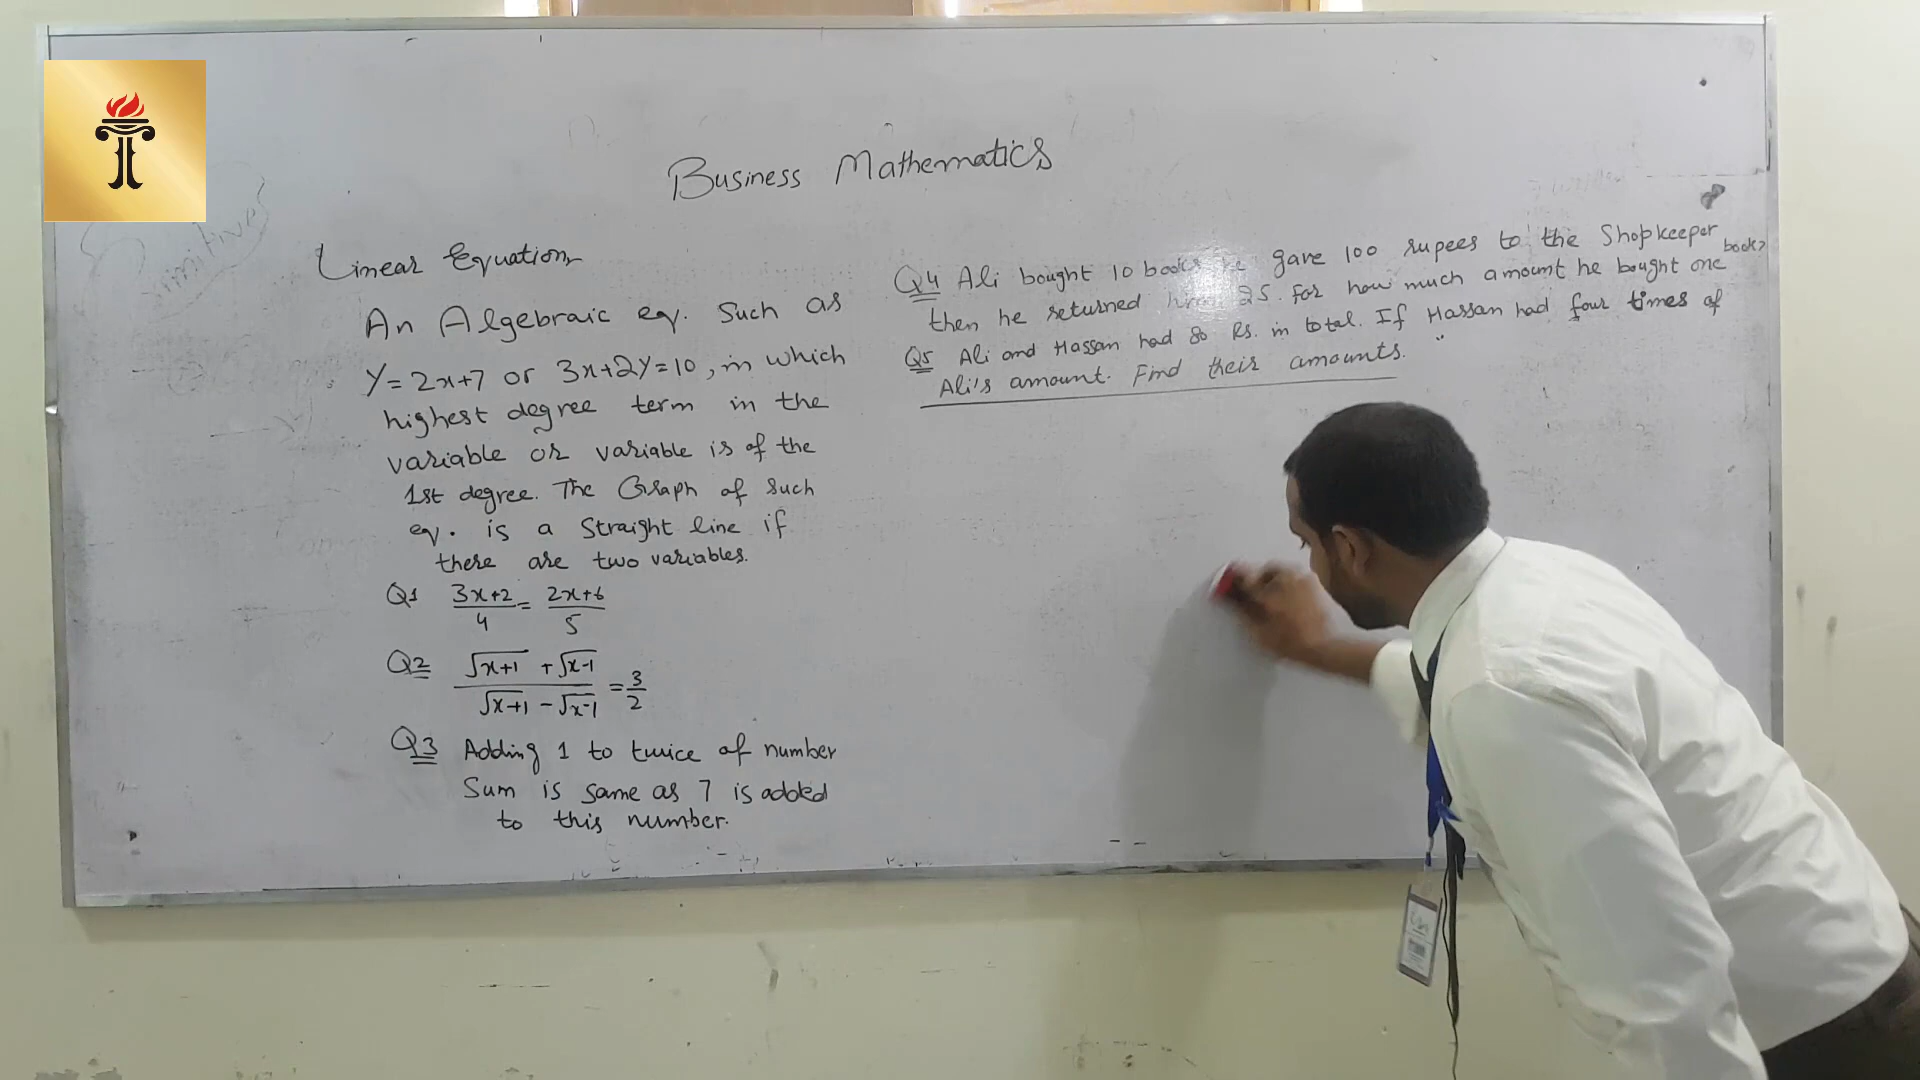 Business Mathematics
Linear Equation
An Algebraic eq. Such as
Y=2x+7 or 3x+2Y=10, in which
highest degree term in the
variable or variable is of the
1st degree. The Graph of such
eq. is a Straight line if
there are two variables.
Q1 3x+2/4 = 2x+6/5
Q2 √x+1 + √x-1 / √x+1 - √x-1 = 3/2
Q3 Adding 1 to twice of number
Sum is same as 7 is added
to this number.
Q4 Ali bought 10 books he gave 100 rupees to the Shopkeeper
then he returned him 25. For how much amount he bought one book?
Q5 Ali and Hassan had 80 Rs. in total. If Hassan had four times of
Ali's amount. Find their amounts.